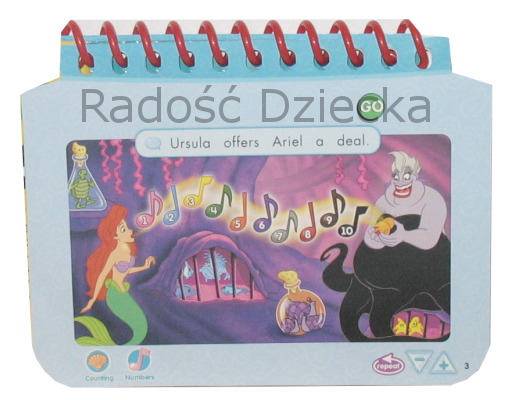 Radość Dziecka
GO
Ursula offers Ariel a deal.
1 2 3 4 5 6 7 8 9 10
Counting
Numbers
repeat
3